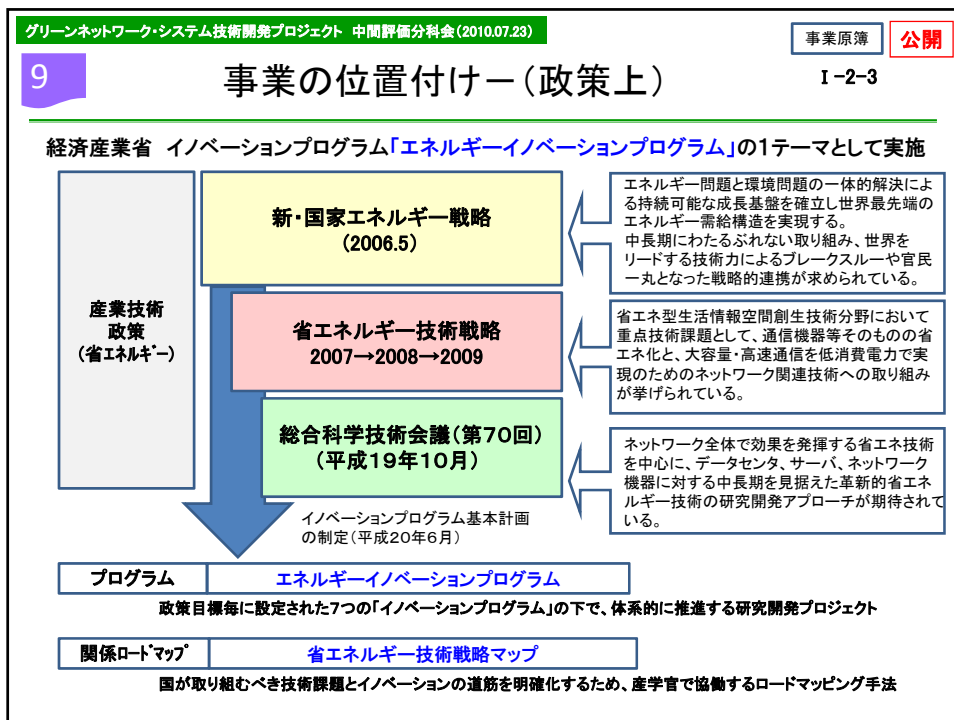 グリーンネットワーク・システム技術開発プロジェクト 中間評価分科会(2010.07.23)
事業原簿
公開
9
事業の位置付けー(政策上)
Ⅰ-2-3
経済産業省 イノベーションプログラム「エネルギーイノベーションプログラム」の1テーマとして実施
産業技術
政策
(省エネルギー)
新・国家エネルギー戦略
(2006.5)
エネルギー問題と環境問題の一体的解決によ
る持続可能な成長基盤を確立し世界最先端の
エネルギー需給構造を実現する。
中長期にわたるぶれない取り組み、世界を
リードする技術力によるブレークスルーや官民
一丸となった戦略的連携が求められている。
省エネルギー技術戦略
2007→2008→2009
省エネ型生活情報空間創生技術分野において
重点技術課題として、通信機器等そのものの省
エネ化と、大容量・高速通信を低消費電力で実
現のためのネットワーク関連技術への取り組み
が挙げられている。
総合科学技術会議(第70回)
(平成19年10月)
ネットワーク全体で効果を発揮する省エネ技術
を中心に、データセンタ、サーバ、ネットワーク
機器に対する中長期を見据えた革新的省エネ
ルギー技術の研究開発アプローチが期待されて
いる。
イノベーションプログラム基本計画
の制定(平成20年6月)
プログラム
エネルギーイノベーションプログラム
政策目標毎に設定された7つの「イノベーションプログラム」の下で、体系的に推進する研究開発プロジェクト
関係ロードマップ
省エネルギー技術戦略マップ
国が取り組むべき技術課題とイノベーションの道筋を明確化するため、産学官で協働するロードマッピング手法